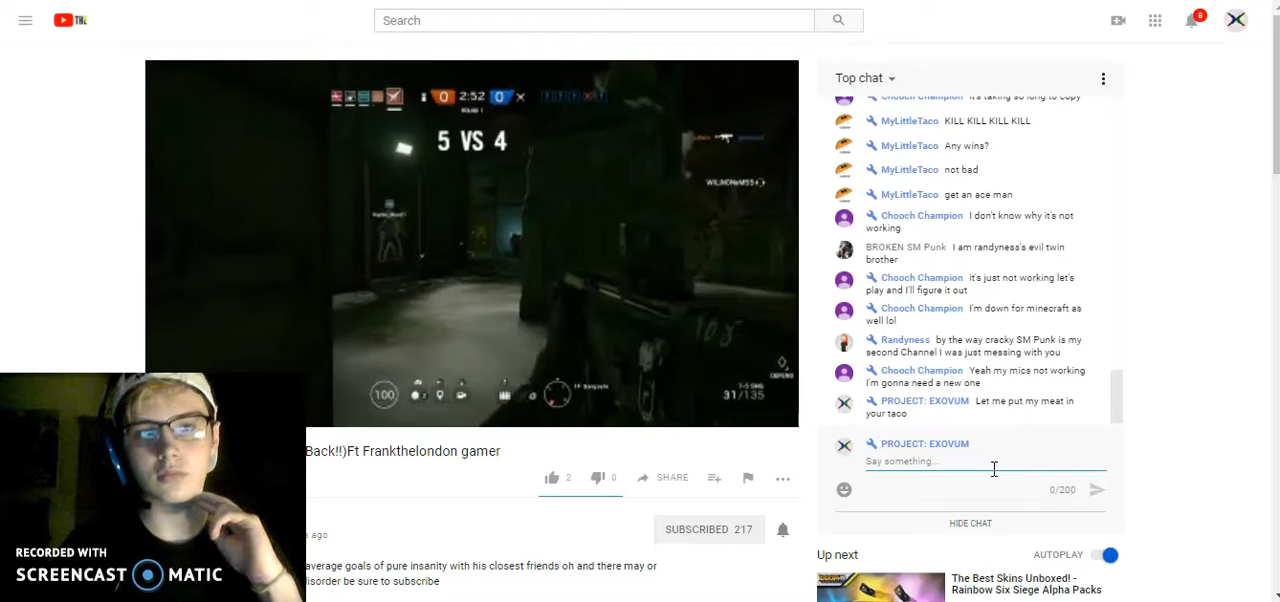 THE
Search
8
0 2:52 0
ROUND 1
5 VS 4
WILMONeM55
100
31/135
DEFEND
Top chat
Chooch Champion it's taking so long to copy
MyLittleTaco KILL KILL KILL KILL
MyLittleTaco Any wins?
MyLittleTaco not bad
MyLittleTaco get an ace man
Chooch Champion I don't know why it's not
working
BROKEN SM Punk I am randyness's evil twin
brother
Chooch Champion it's just not working let's
play and I'll figure it out
Chooch Champion I'm down for minecraft as
well lol
Randyness by the way cracky SM Punk is my
second Channel I was just messing with you
Chooch Champion Yeah my mics not working
I'm gonna need a new one
PROJECT: EXOVUM Let me put my meat in
your taco
PROJECT: EXOVUM
Say something...
0/200
HIDE CHAT
Back!!)Ft Frankthelondon gamer
2 0 SHARE
SUBSCRIBED 217
s ago
average goals of pure insanity with his closest friends oh and there may or
isorder be sure to subscribe
Up next
AUTOPLAY
The Best Skins Unboxed! -
Rainbow Six Siege Alpha Packs
RECORDED WITH
SCREENCAST MATIC